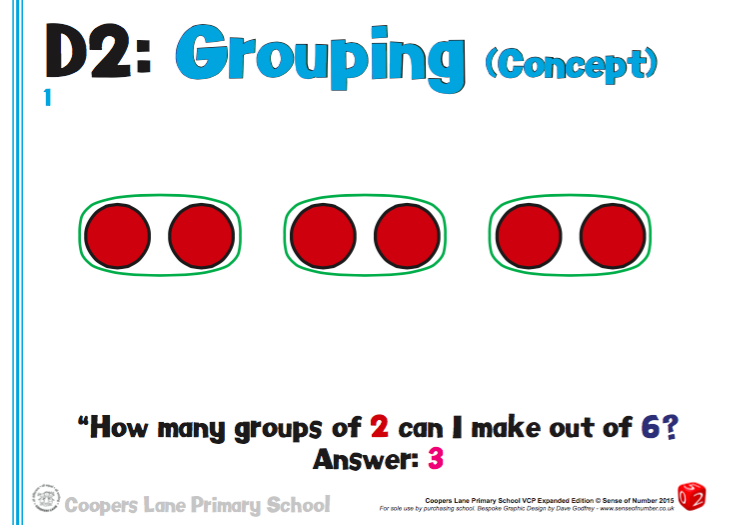 D2: Grouping (Concept)
1
“How many groups of 2 can I make out of 6?
Answer: 3
Coopers Lane Primary School
Coopers Lane Primary School VCP Expanded Edition © Sense of Number 2015
For sole use by purchasing school. Bespoke Graphic Design by Dave Godfrey - www.senseofnumber.co.uk
0 2